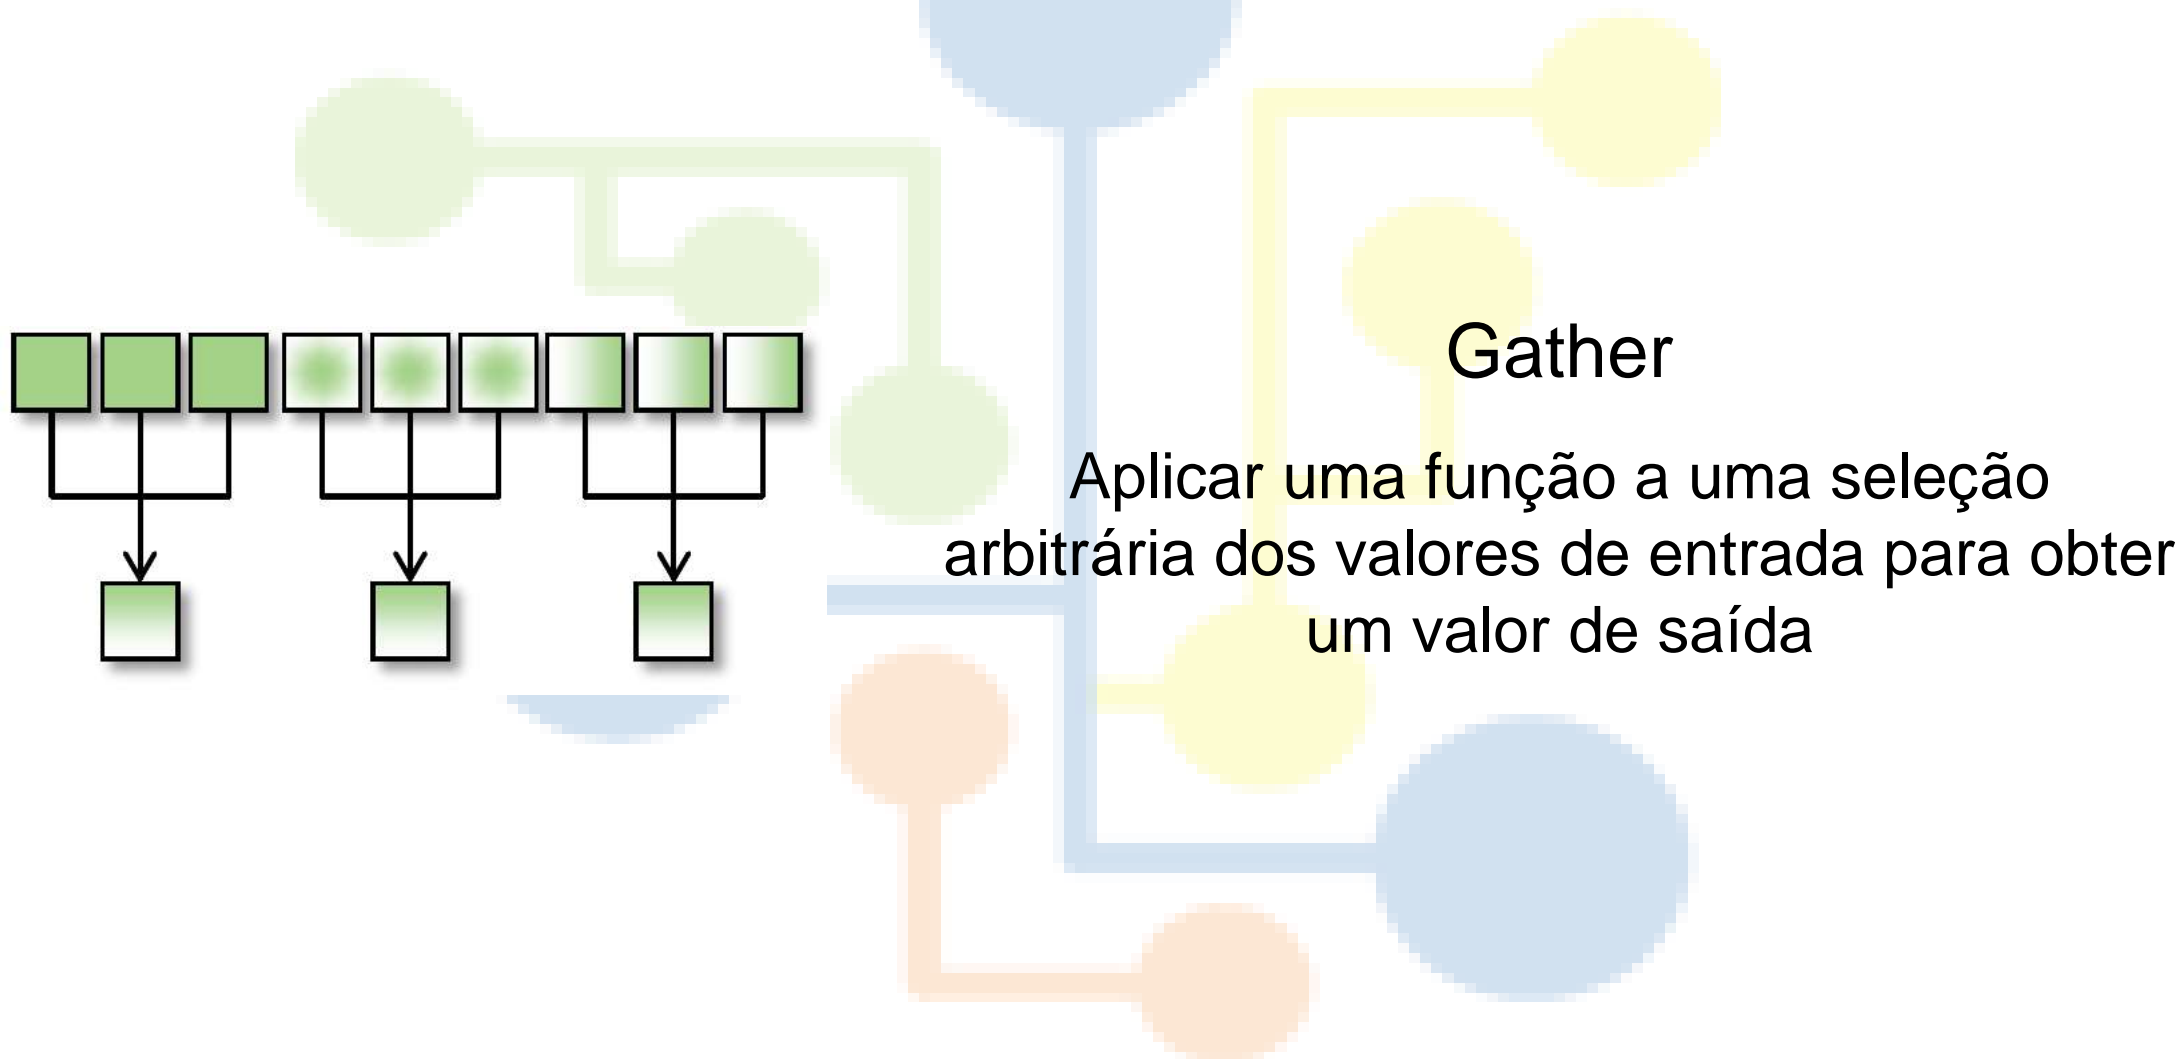 Gather
Aplicar uma função a uma seleção
arbitrária dos valores de entrada para obter
um valor de saída